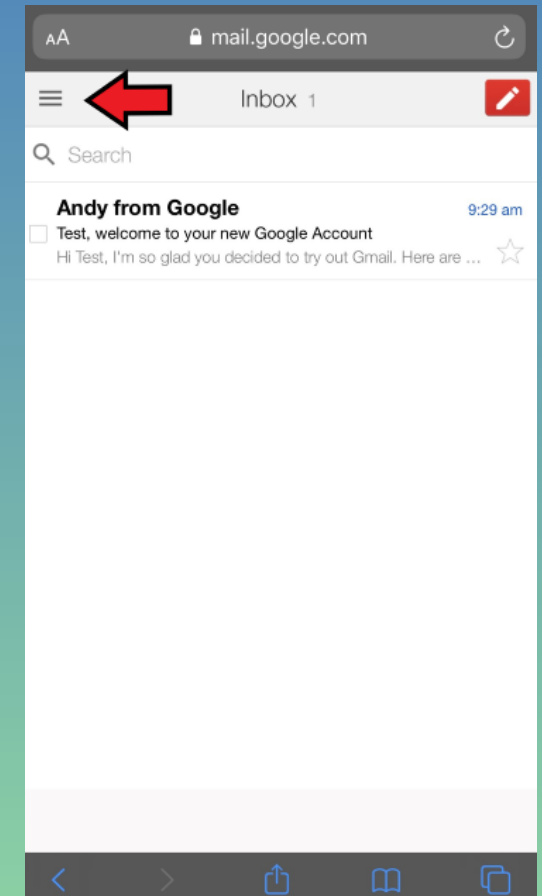 AA mail.google.com
Inbox 1
Search
Andy from Google 9:29 am
Test, welcome to your new Google Account
Hi Test, I'm so glad you decided to try out Gmail. Here are ...